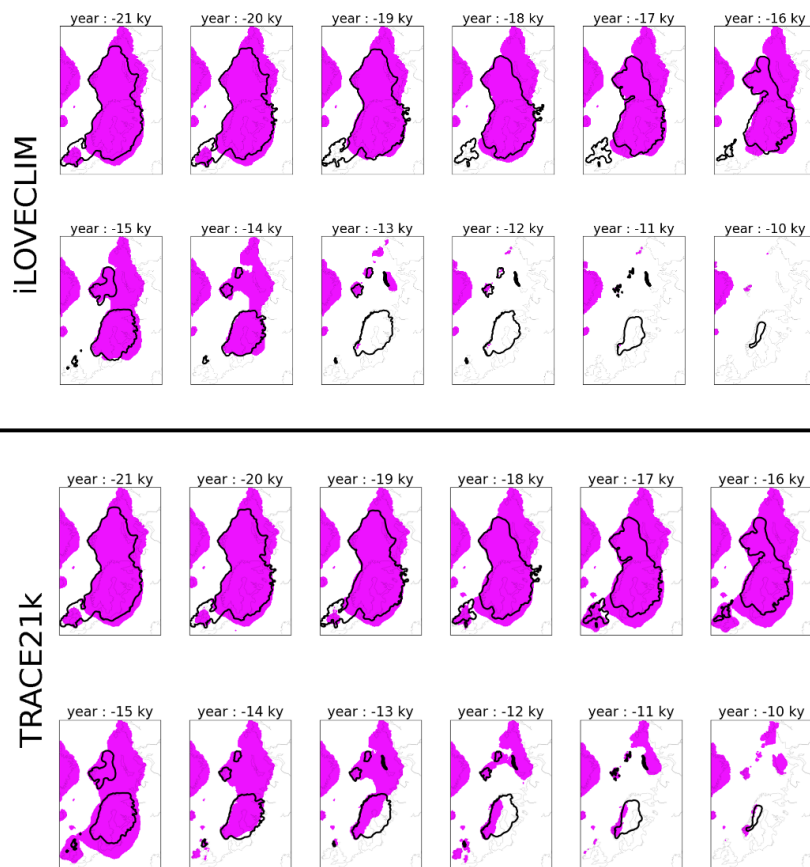 iLOVECLIM
year : -21 ky year : -20 ky year : -19 ky year : -18 ky year : -17 ky year : -16 ky
year : -15 ky year : -14 ky year : -13 ky year : -12 ky year : -11 ky year : -10 ky
TRACE21k
year : -21 ky year : -20 ky year : -19 ky year : -18 ky year : -17 ky year : -16 ky
year : -15 ky year : -14 ky year : -13 ky year : -12 ky year : -11 ky year : -10 ky